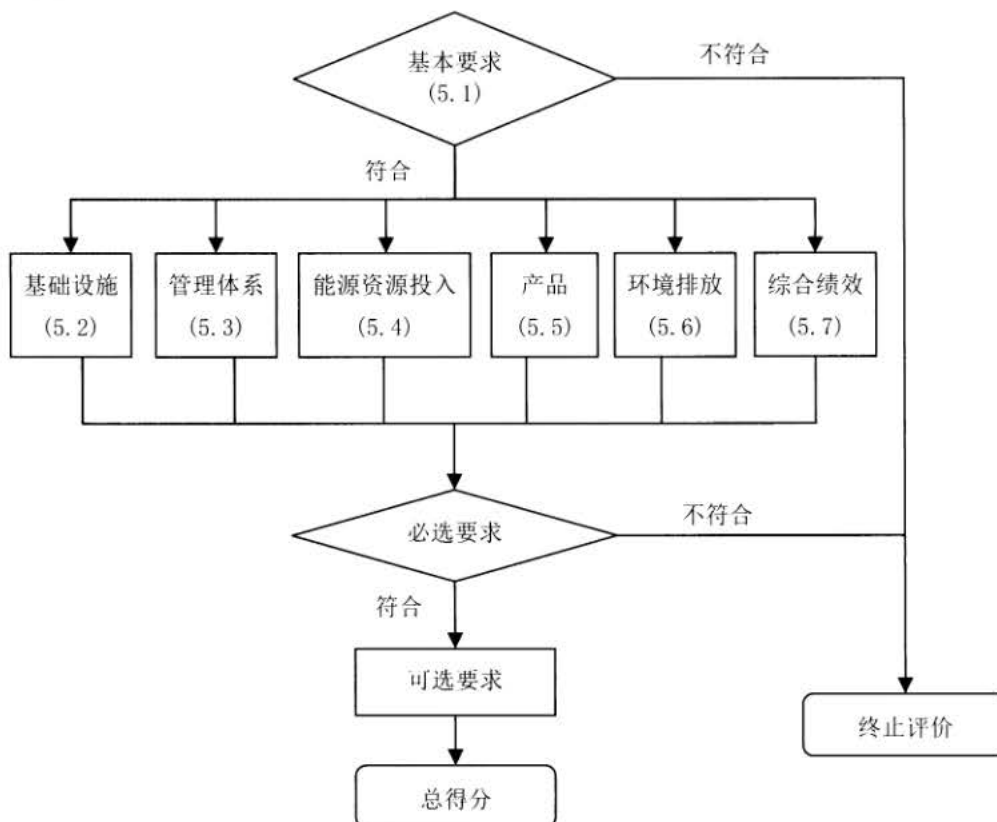 基本要求
(5.1)
不符合
符合
基础设施
(5.2)
管理体系
(5.3)
能源资源投入
(5.4)
产品
(5.5)
环境排放
(5.6)
综合绩效
(5.7)
必选要求
不符合
符合
可选要求
终止评价
总得分